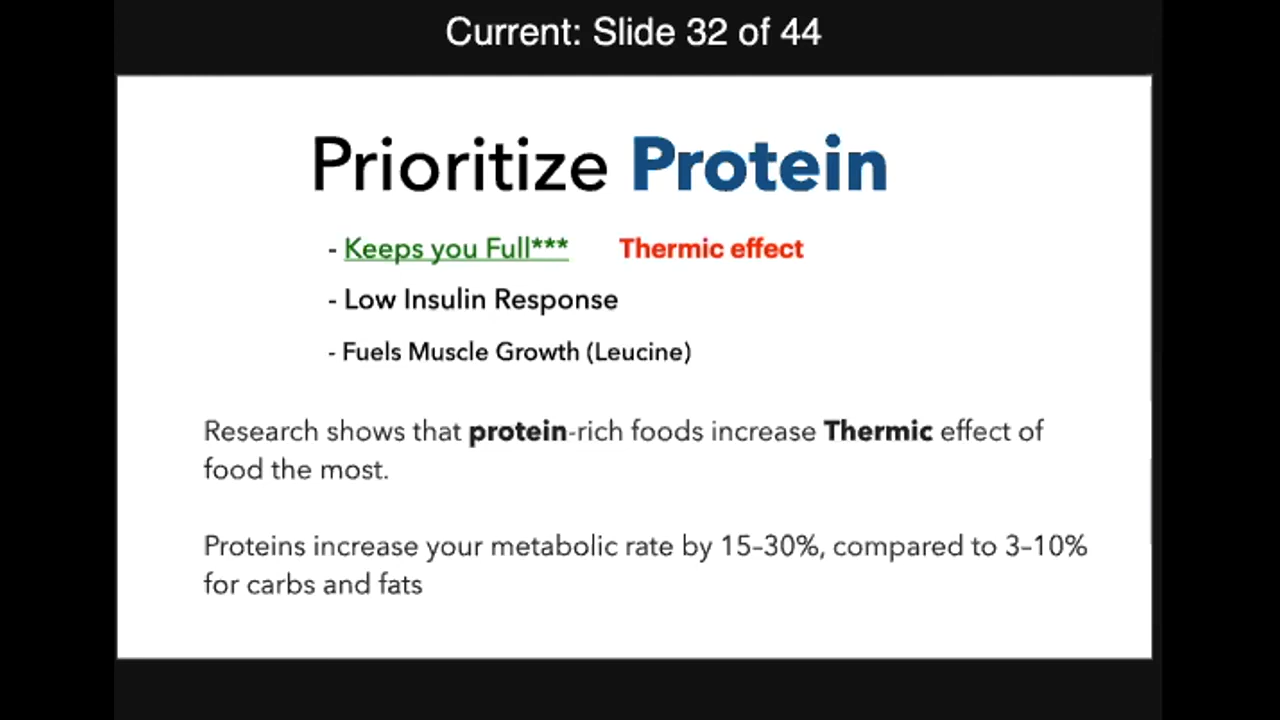 Current: Slide 32 of 44
Prioritize Protein
- Keeps you Full*** Thermic effect
- Low Insulin Response
- Fuels Muscle Growth (Leucine)
Research shows that protein-rich foods increase Thermic effect of
food the most.
Proteins increase your metabolic rate by 15–30%, compared to 3–10%
for carbs and fats